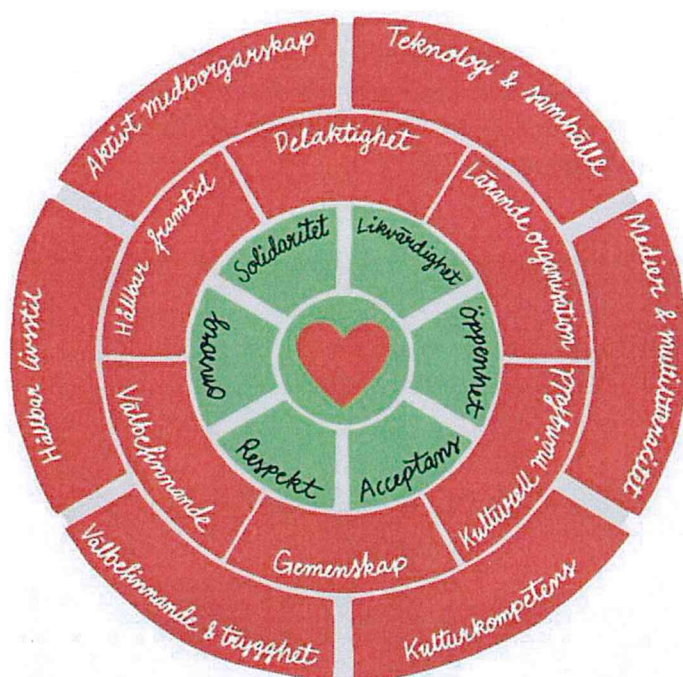 Aktivt medborgarskap
Teknologi & samhälle
Medier & multilitteracitet
Kulturkompetens
Välbefinnande & trygghet
Hållbar livsstil
Delaktighet
Lärande organisation
Kulturell mångfald
Gemenskap
Välbefinnande
Hållbar framtid
Solidaritet
Likvärdighet
Öppenhet
Acceptans
Respekt
Omsorg